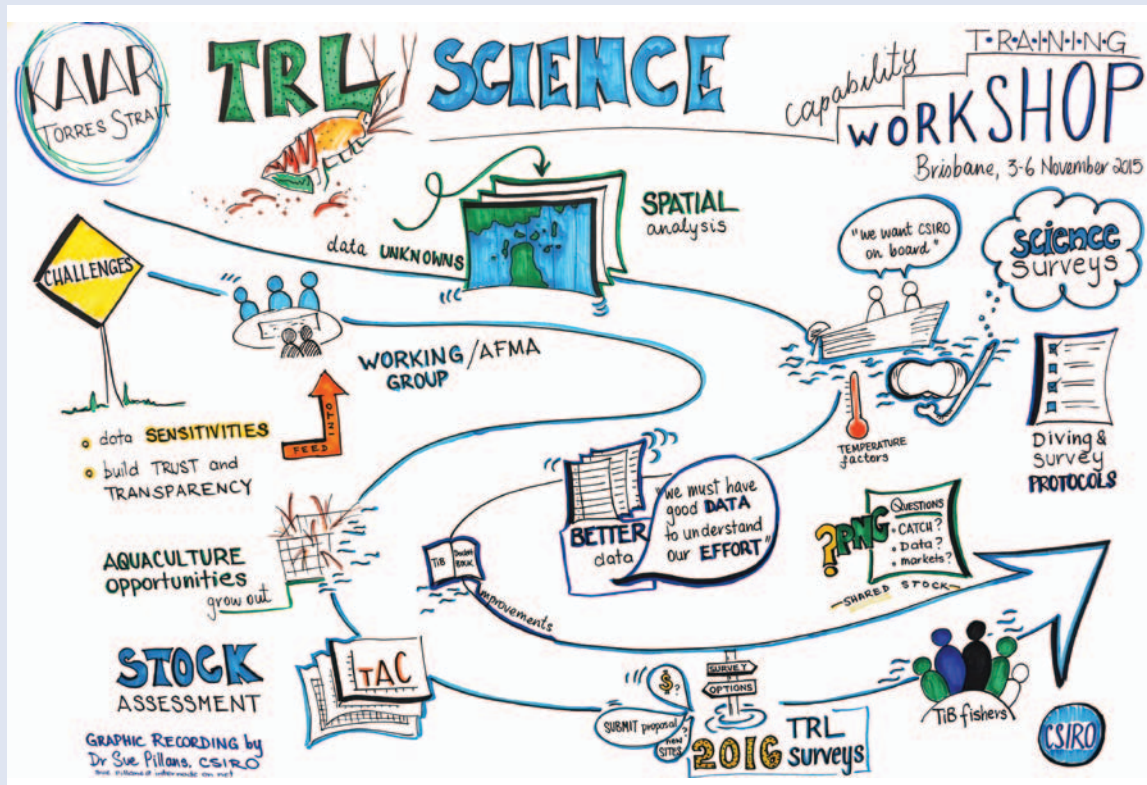 KAIAR
TORRES STRAIT
TRL SCIENCE
capability
TRAINING
WORKSHOP
Brisbane, 3-6 November 2015
data UNKNOWNS
SPATIAL
analysis
"we want CSIRO
on board"
science
surveys
CHALLENGES
WORKING / AFMA
GROUP
FEED INTO
data SENSITIVITIES
build TRUST and
TRANSPARENCY
TEMPERATURE
factors
Diving &
survey
PROTOCOLS
AQUACULTURE
opportunities
grow out
TIB
BOOK
improvements
BETTER
data
"we must have
good DATA
to understand
our EFFORT"
? PNG
QUESTIONS
• CATCH?
• Data?
• markets?
SHARED STOCK
STOCK
ASSESSMENT
TAC
$?
SUBMIT proposal?
new
SITES
SURVEY
OPTIONS
2016 TRL
surveys
TiB fishers
CSIRO
GRAPHIC RECORDING by
Dr Sue Pillans, CSIRO